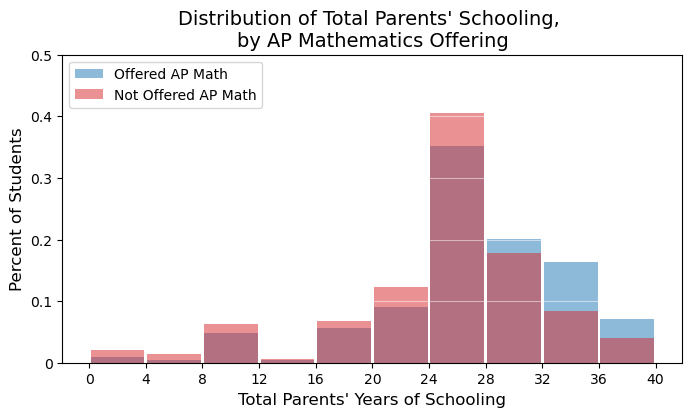 Distribution of Total Parents' Schooling,
by AP Mathematics Offering
Offered AP Math
Not Offered AP Math
Percent of Students
0.5
0.4
0.3
0.2
0.1
0
0 4 8 12 16 20 24 28 32 36 40
Total Parents' Years of Schooling